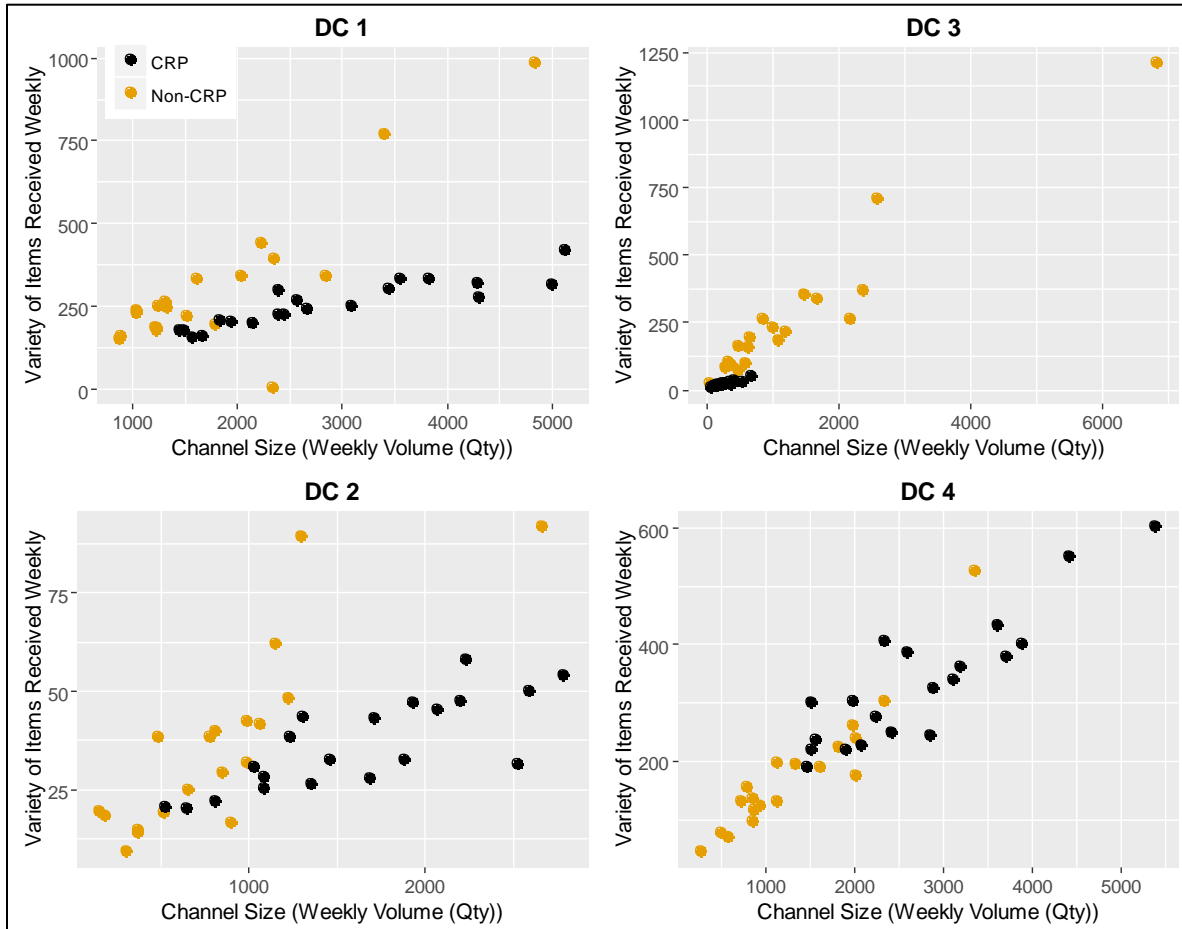 DC 1
CRP
Non-CRP
1000
750
500
250
0
Variety of Items Received Weekly
1000
2000
3000
4000
5000
Channel Size (Weekly Volume (Qty))
DC 3
1250
1000
750
500
250
0
Variety of Items Received Weekly
0
2000
4000
6000
Channel Size (Weekly Volume (Qty))
DC 2
75
50
25
Variety of Items Received Weekly
1000
2000
Channel Size (Weekly Volume (Qty))
DC 4
600
400
200
Variety of Items Received Weekly
1000
2000
3000
4000
5000
Channel Size (Weekly Volume (Qty))